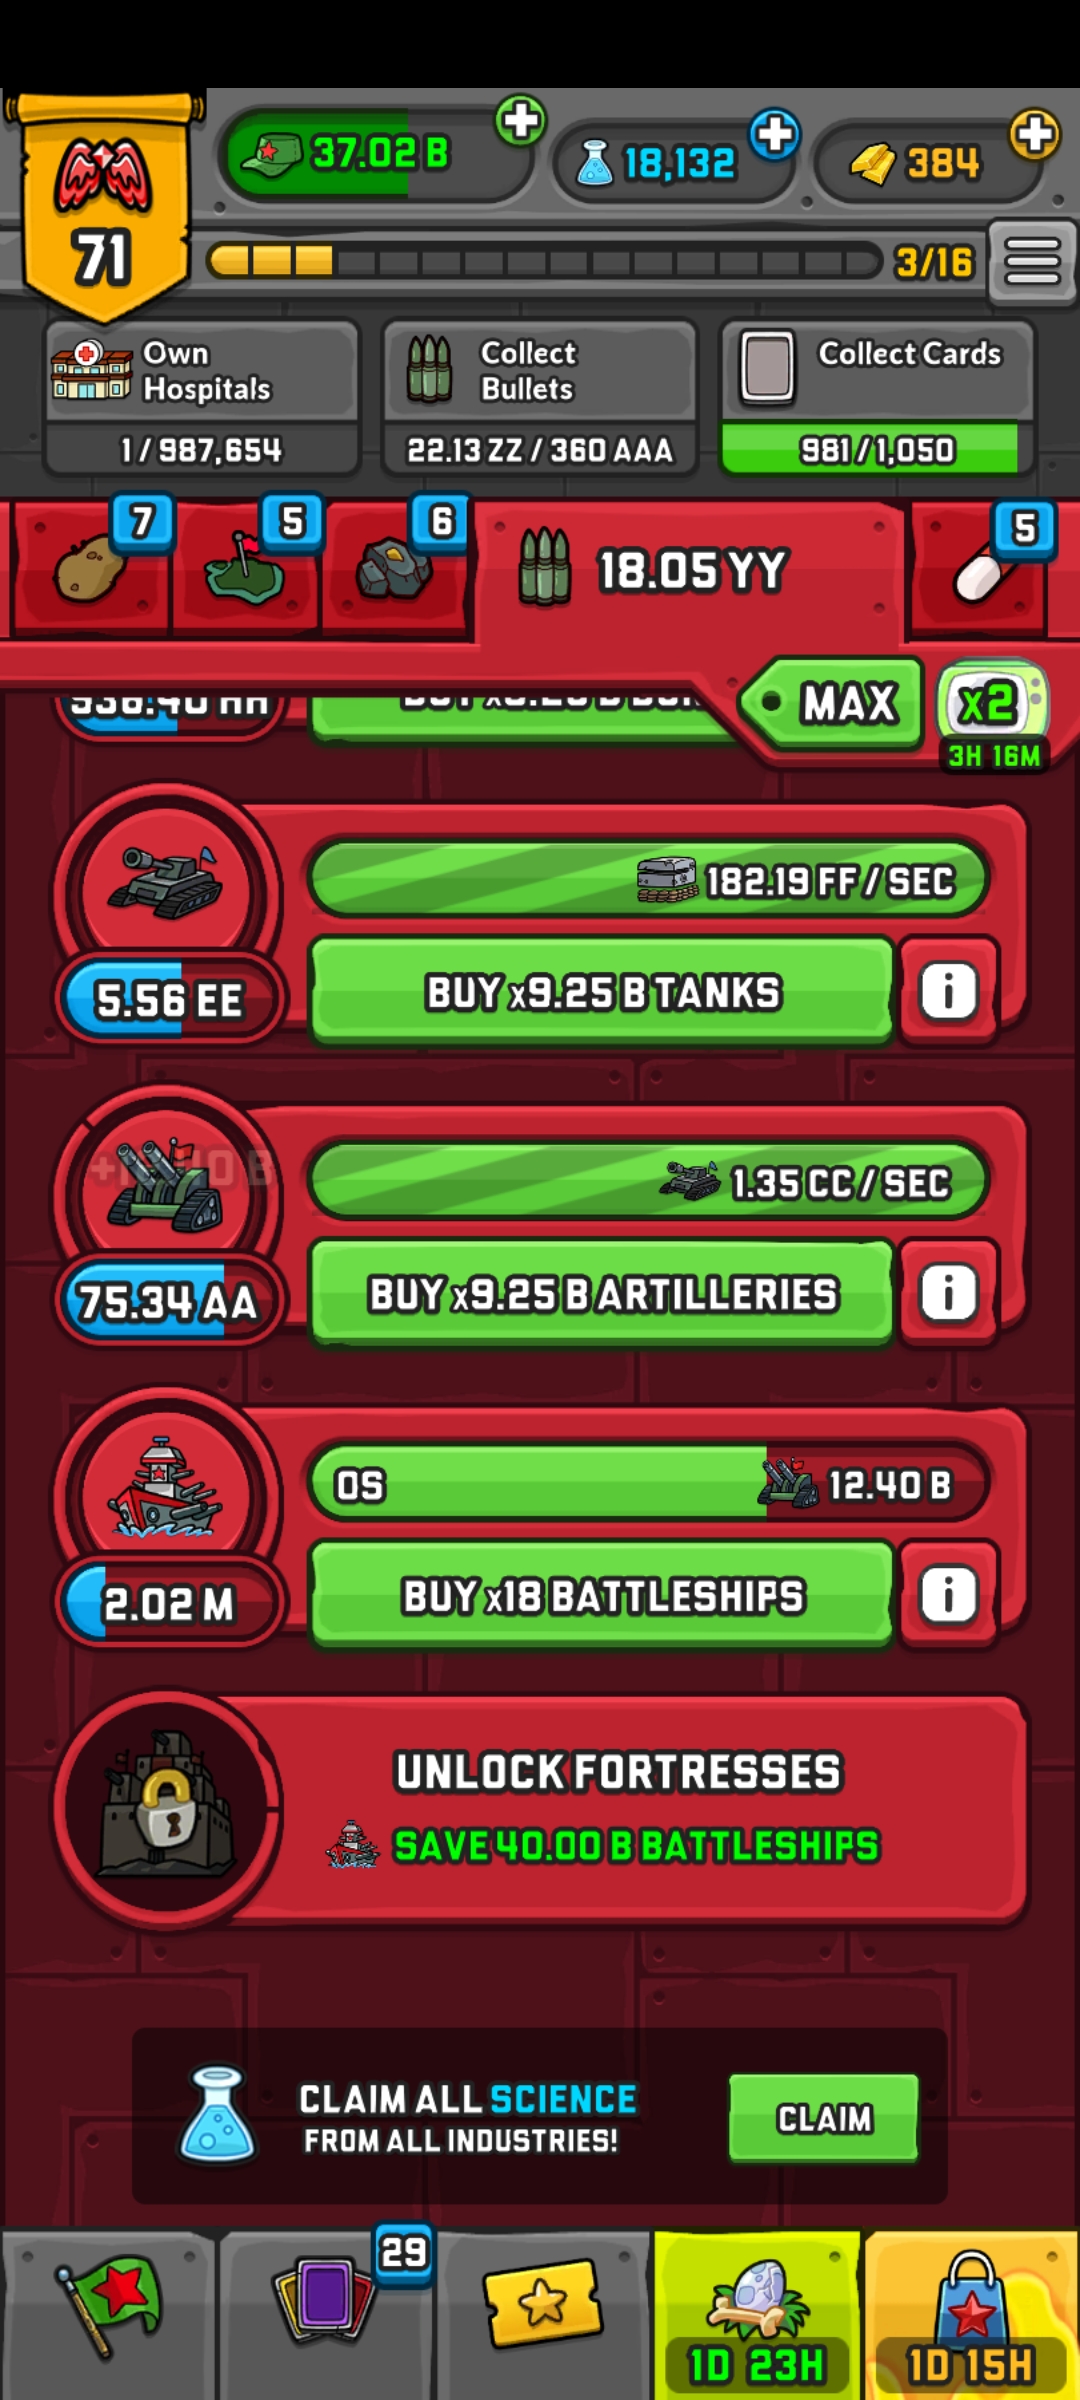 37.02 B
18,132
384
71
3/16
Own
Hospitals
1 / 987,654
Collect
Bullets
22.13 ZZ / 360 AAA
Collect Cards
981 / 1,050
7
5
6
18.05 YY
5
MAX
x2
3H 16M
182.19 FF / SEC
5.56 EE
BUY x9.25 B TANKS
i
1.35 CC / SEC
75.34 AA
BUY x9.25 B ARTILLERIES
i
0S
12.40 B
2.02 M
BUY x18 BATTLESHIPS
i
UNLOCK FORTRESSES
SAVE 40.00 B BATTLESHIPS
CLAIM ALL SCIENCE
FROM ALL INDUSTRIES!
CLAIM
29
1D 23H
1D 15H